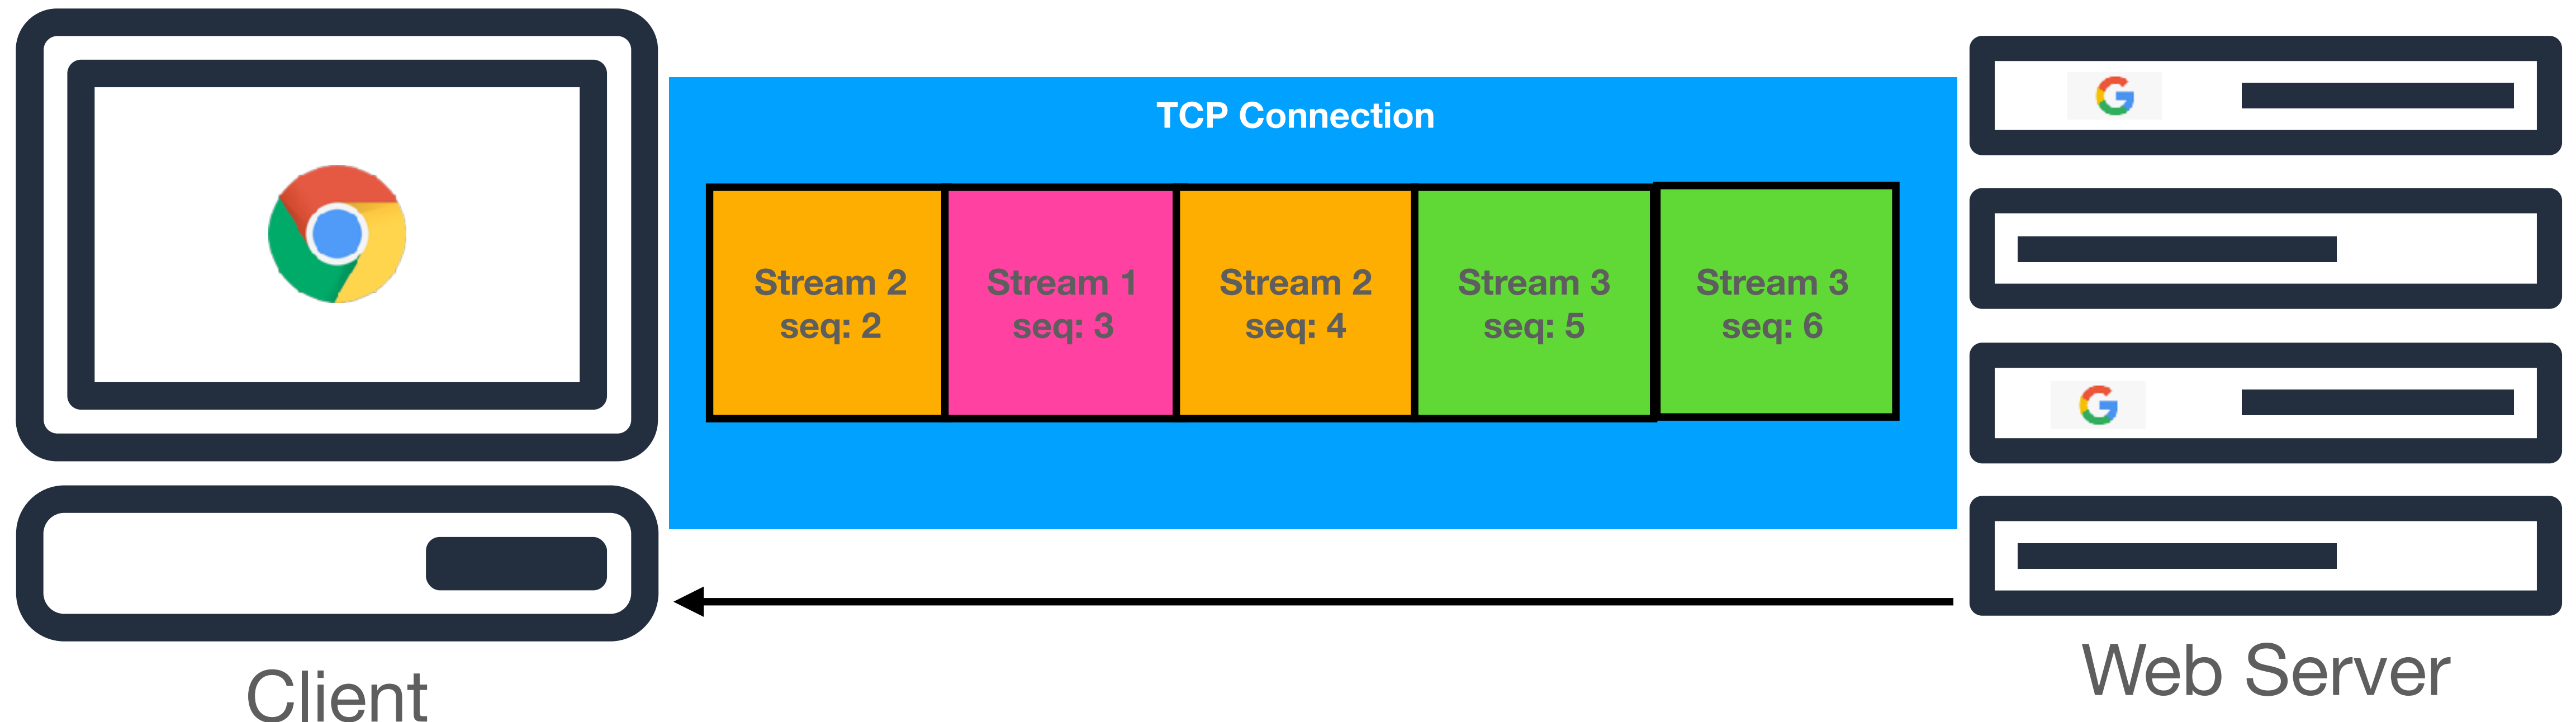 TCP Connection
Stream 2
seq: 2
Stream 1
seq: 3
Stream 2
seq: 4
Stream 3
seq: 5
Stream 3
seq: 6
Client
Web Server